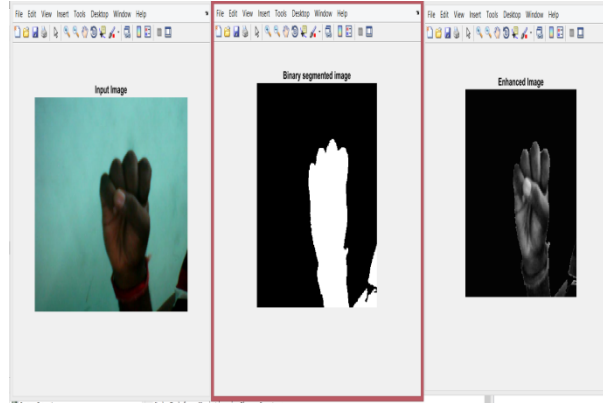 File Edit View Insert Tools Desktop Window Help
Input Image
File Edit View Insert Tools Desktop Window Help
Binary segmented image
File Edit View Insert Tools Desktop Window Help
Enhanced Image